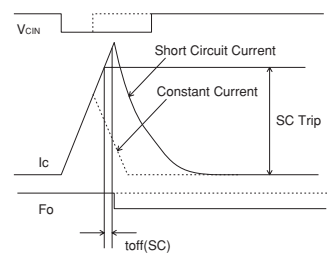 VCIN
Short Circuit Current
Constant Current
SC Trip
Ic
Fo
toff(SC)